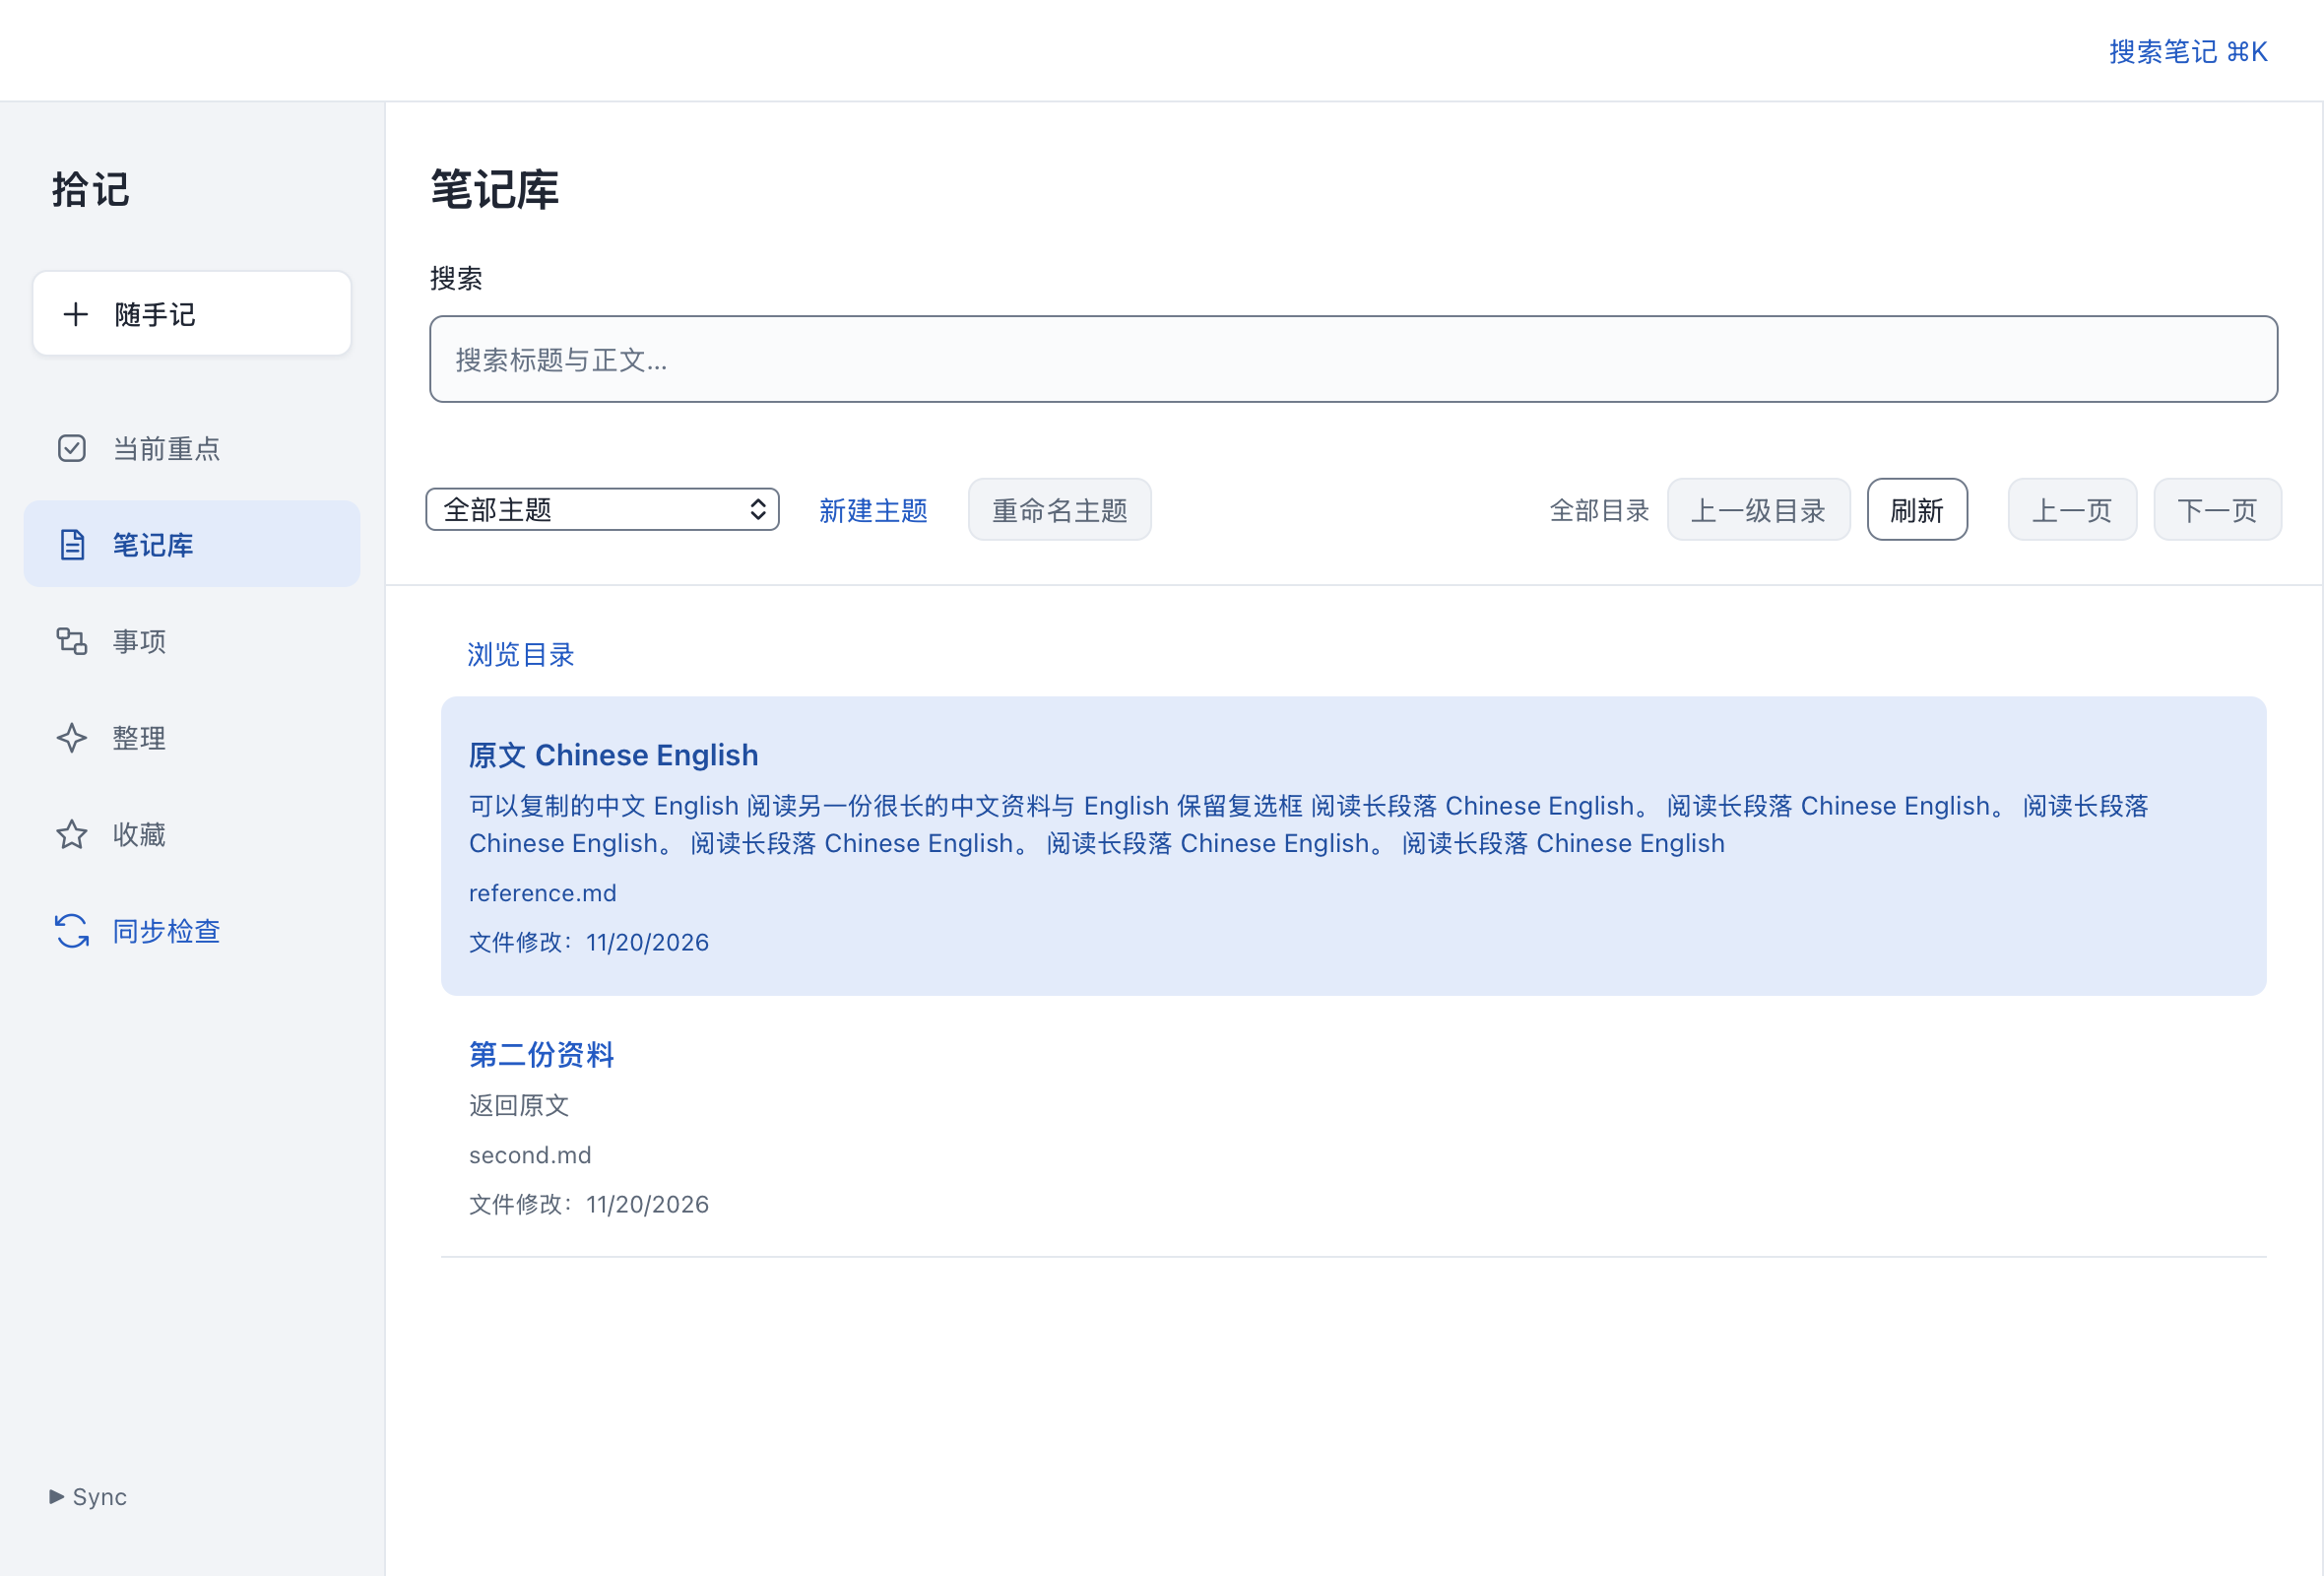 搜索笔记 ⌘K
拾记
随手记
当前重点
笔记库
事项
整理
收藏
同步检查
Sync
笔记库
搜索
搜索标题与正文...
全部主题
新建主题
重命名主题
全部目录
上一级目录
刷新
上一页
下一页
浏览目录
原文 Chinese English
可以复制的中文 English 阅读另一份很长的中文资料与 English 保留复选框 阅读长段落 Chinese English。 阅读长段落 Chinese English。 阅读长段落
Chinese English。 阅读长段落 Chinese English。 阅读长段落 Chinese English。 阅读长段落 Chinese English
reference.md
文件修改：11/20/2026
第二份资料
返回原文
second.md
文件修改：11/20/2026